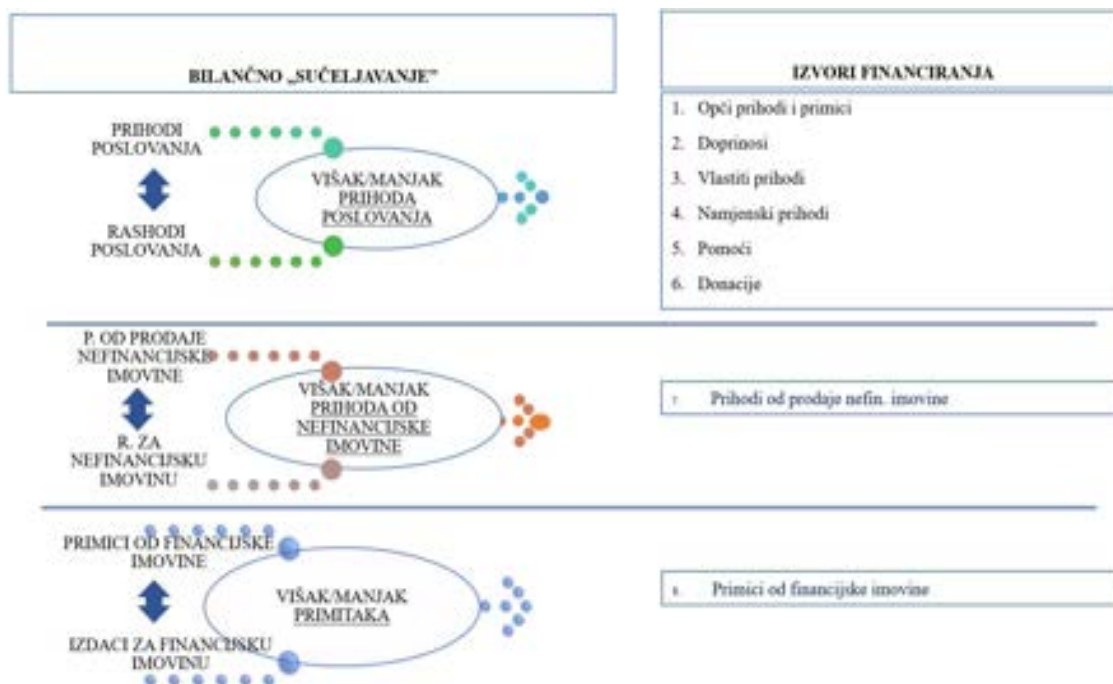 BILANČNO „SUČELJAVANJE”
IZVORI FINANCIRANJA
PRIHODI
POSLOVANJA
RASHODI
POSLOVANJA
VIŠAK/MANJAK
PRIHODA
POSLOVANJA
1. Opći prihodi i primici
2. Doprinosi
3. Vlastiti prihodi
4. Namjenski prihodi
5. Pomoći
6. Donacije
P. OD PRODAJE
NEFINANCIJSKE
IMOVINE
R. ZA
NEFINANCIJSKU
IMOVINU
VIŠAK/MANJAK
PRIHODA OD
NEFINANCIJSKE
IMOVINE
7. Prihodi od prodaje nefin. imovine
PRIMICI OD FINANCIJSKE
IMOVINE
IZDACI ZA FINANCIJSKU
IMOVINU
VIŠAK/MANJAK
PRIMITAKA
8. Primici od financijske imovine